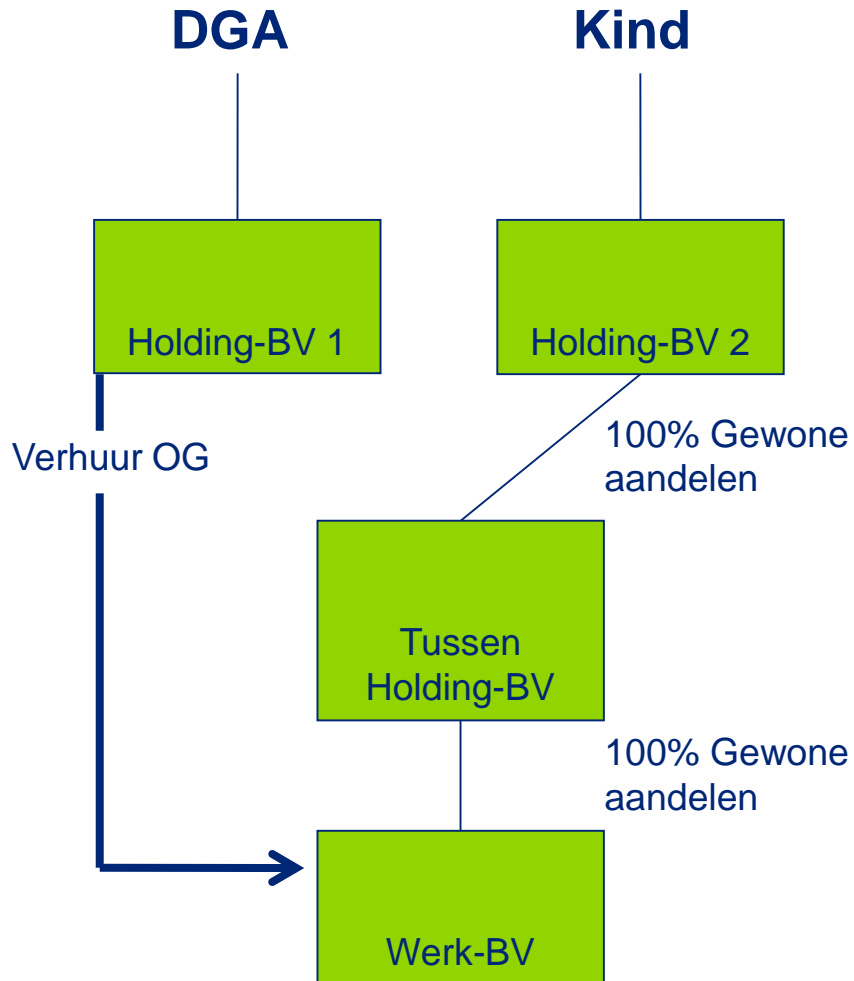 DGA
Kind
Holding-BV 1
Holding-BV 2
Verhuur OG
100% Gewone
aandelen
Tussen
Holding-BV
100% Gewone
aandelen
Werk-BV